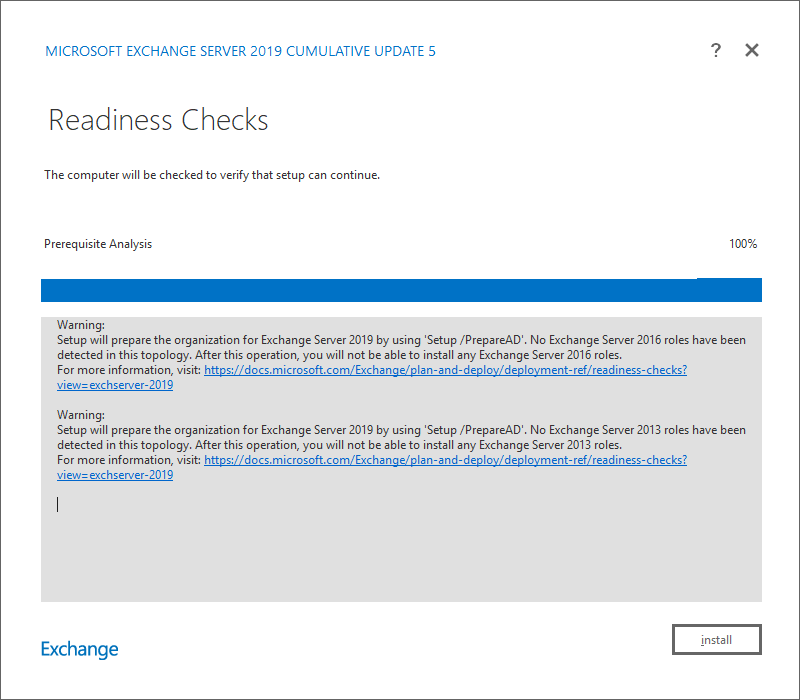 MICROSOFT EXCHANGE SERVER 2019 CUMULATIVE UPDATE 5
?
Readiness Checks
The computer will be checked to verify that setup can continue.
Prerequisite Analysis 100%
Warning:
Setup will prepare the organization for Exchange Server 2019 by using 'Setup /PrepareAD'. No Exchange Server 2016 roles have been
detected in this topology. After this operation, you will not be able to install any Exchange Server 2016 roles.
For more information, visit: https://docs.microsoft.com/Exchange/plan-and-deploy/deployment-ref/readiness-checks?
view=exchserver-2019
Warning:
Setup will prepare the organization for Exchange Server 2019 by using 'Setup /PrepareAD'. No Exchange Server 2013 roles have been
detected in this topology. After this operation, you will not be able to install any Exchange Server 2013 roles.
For more information, visit: https://docs.microsoft.com/Exchange/plan-and-deploy/deployment-ref/readiness-checks?
view=exchserver-2019
Exchange
install